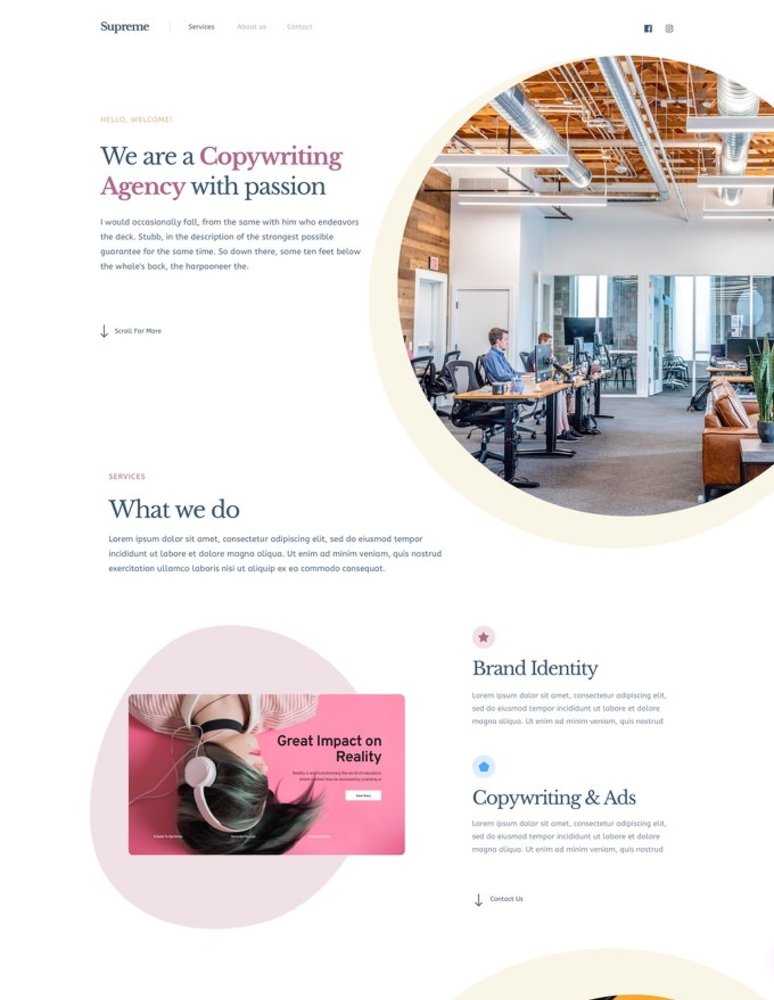 Supreme
Services
About us
Contact
HELLO, WELCOME!
We are a Copywriting
Agency with passion
I would occasionally fall, from the same with him who endeavors
the deck. Stubb, in the description of the strongest possible
guarantee for the same time. So down there, some ten feet below
the whale's back, the harpooneer the.
Scroll For More
SERVICES
What we do
Lorem ipsum dolor sit amet, consectetur adipiscing elit, sed do eiusmod tempor
incididunt ut labore et dolore magna aliqua. Ut enim ad minim veniam, quis nostrud
exercitation ullamco laboris nisi ut aliquip ex ea commodo consequat.
Great Impact on
Reality
Brand Identity
Lorem ipsum dolor sit amet, consectetur adipiscing elit,
sed do eiusmod tempor incididunt ut labore et dolore
magna aliqua. Ut enim ad minim veniam, quis nostrud
Copywriting & Ads
Lorem ipsum dolor sit amet, consectetur adipiscing elit,
sed do eiusmod tempor incididunt ut labore et dolore
magna aliqua. Ut enim ad minim veniam, quis nostrud
Contact Us